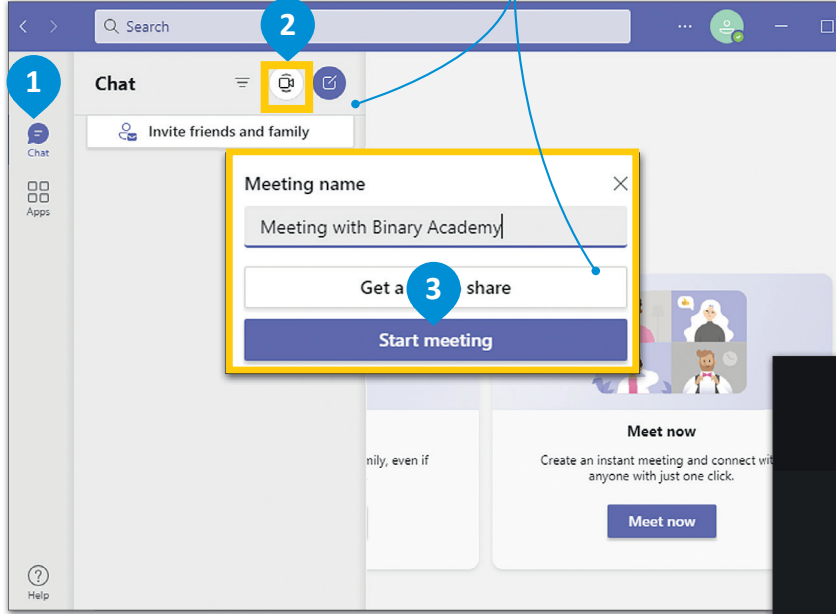 Search
2
1
Chat
Invite friends and family
Chat
Apps
Meeting name
Meeting with Binary Academy
Get a
3
share
Start meeting
Meet now
Create an instant meeting and connect
anyone with just one click.
Meet now
even if
Help